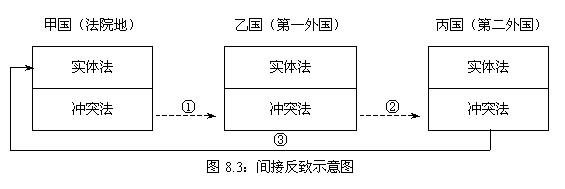 甲国（法院地） 乙国（第一外国） 丙国（第二外国）
实体法 实体法 实体法
冲突法 ① 冲突法 ② 冲突法
③
图 8.3：间接反致示意图